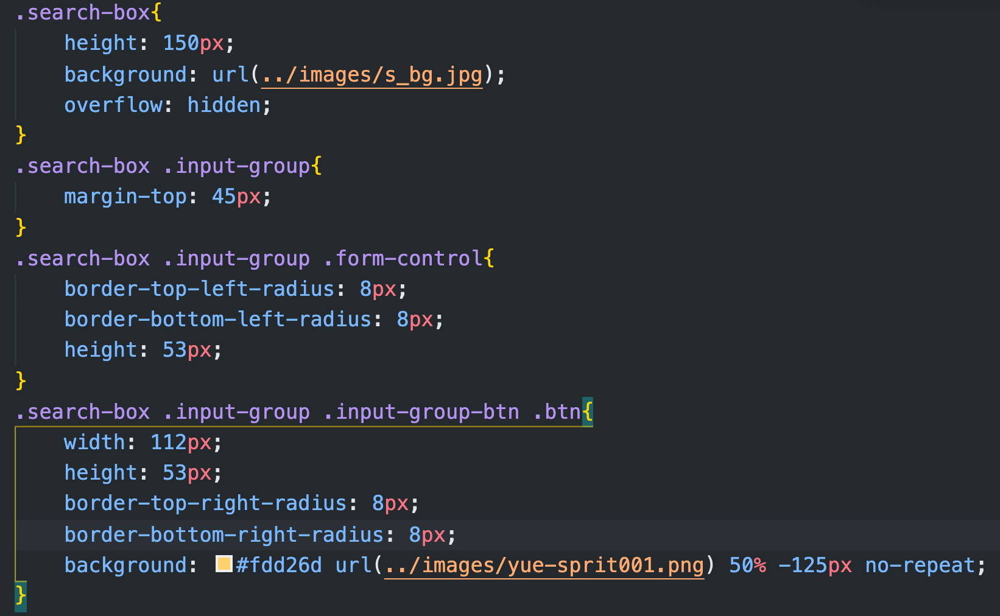 .search-box{
    height: 150px;
    background: url(../images/s_bg.jpg);
    overflow: hidden;
}
.search-box .input-group{
    margin-top: 45px;
}
.search-box .input-group .form-control{
    border-top-left-radius: 8px;
    border-bottom-left-radius: 8px;
    height: 53px;
}
.search-box .input-group .input-group-btn .btn{
    width: 112px;
    height: 53px;
    border-top-right-radius: 8px;
    border-bottom-right-radius: 8px;
    background: #fdd26d url(../images/yue-sprit001.png) 50% -125px no-repeat;
}